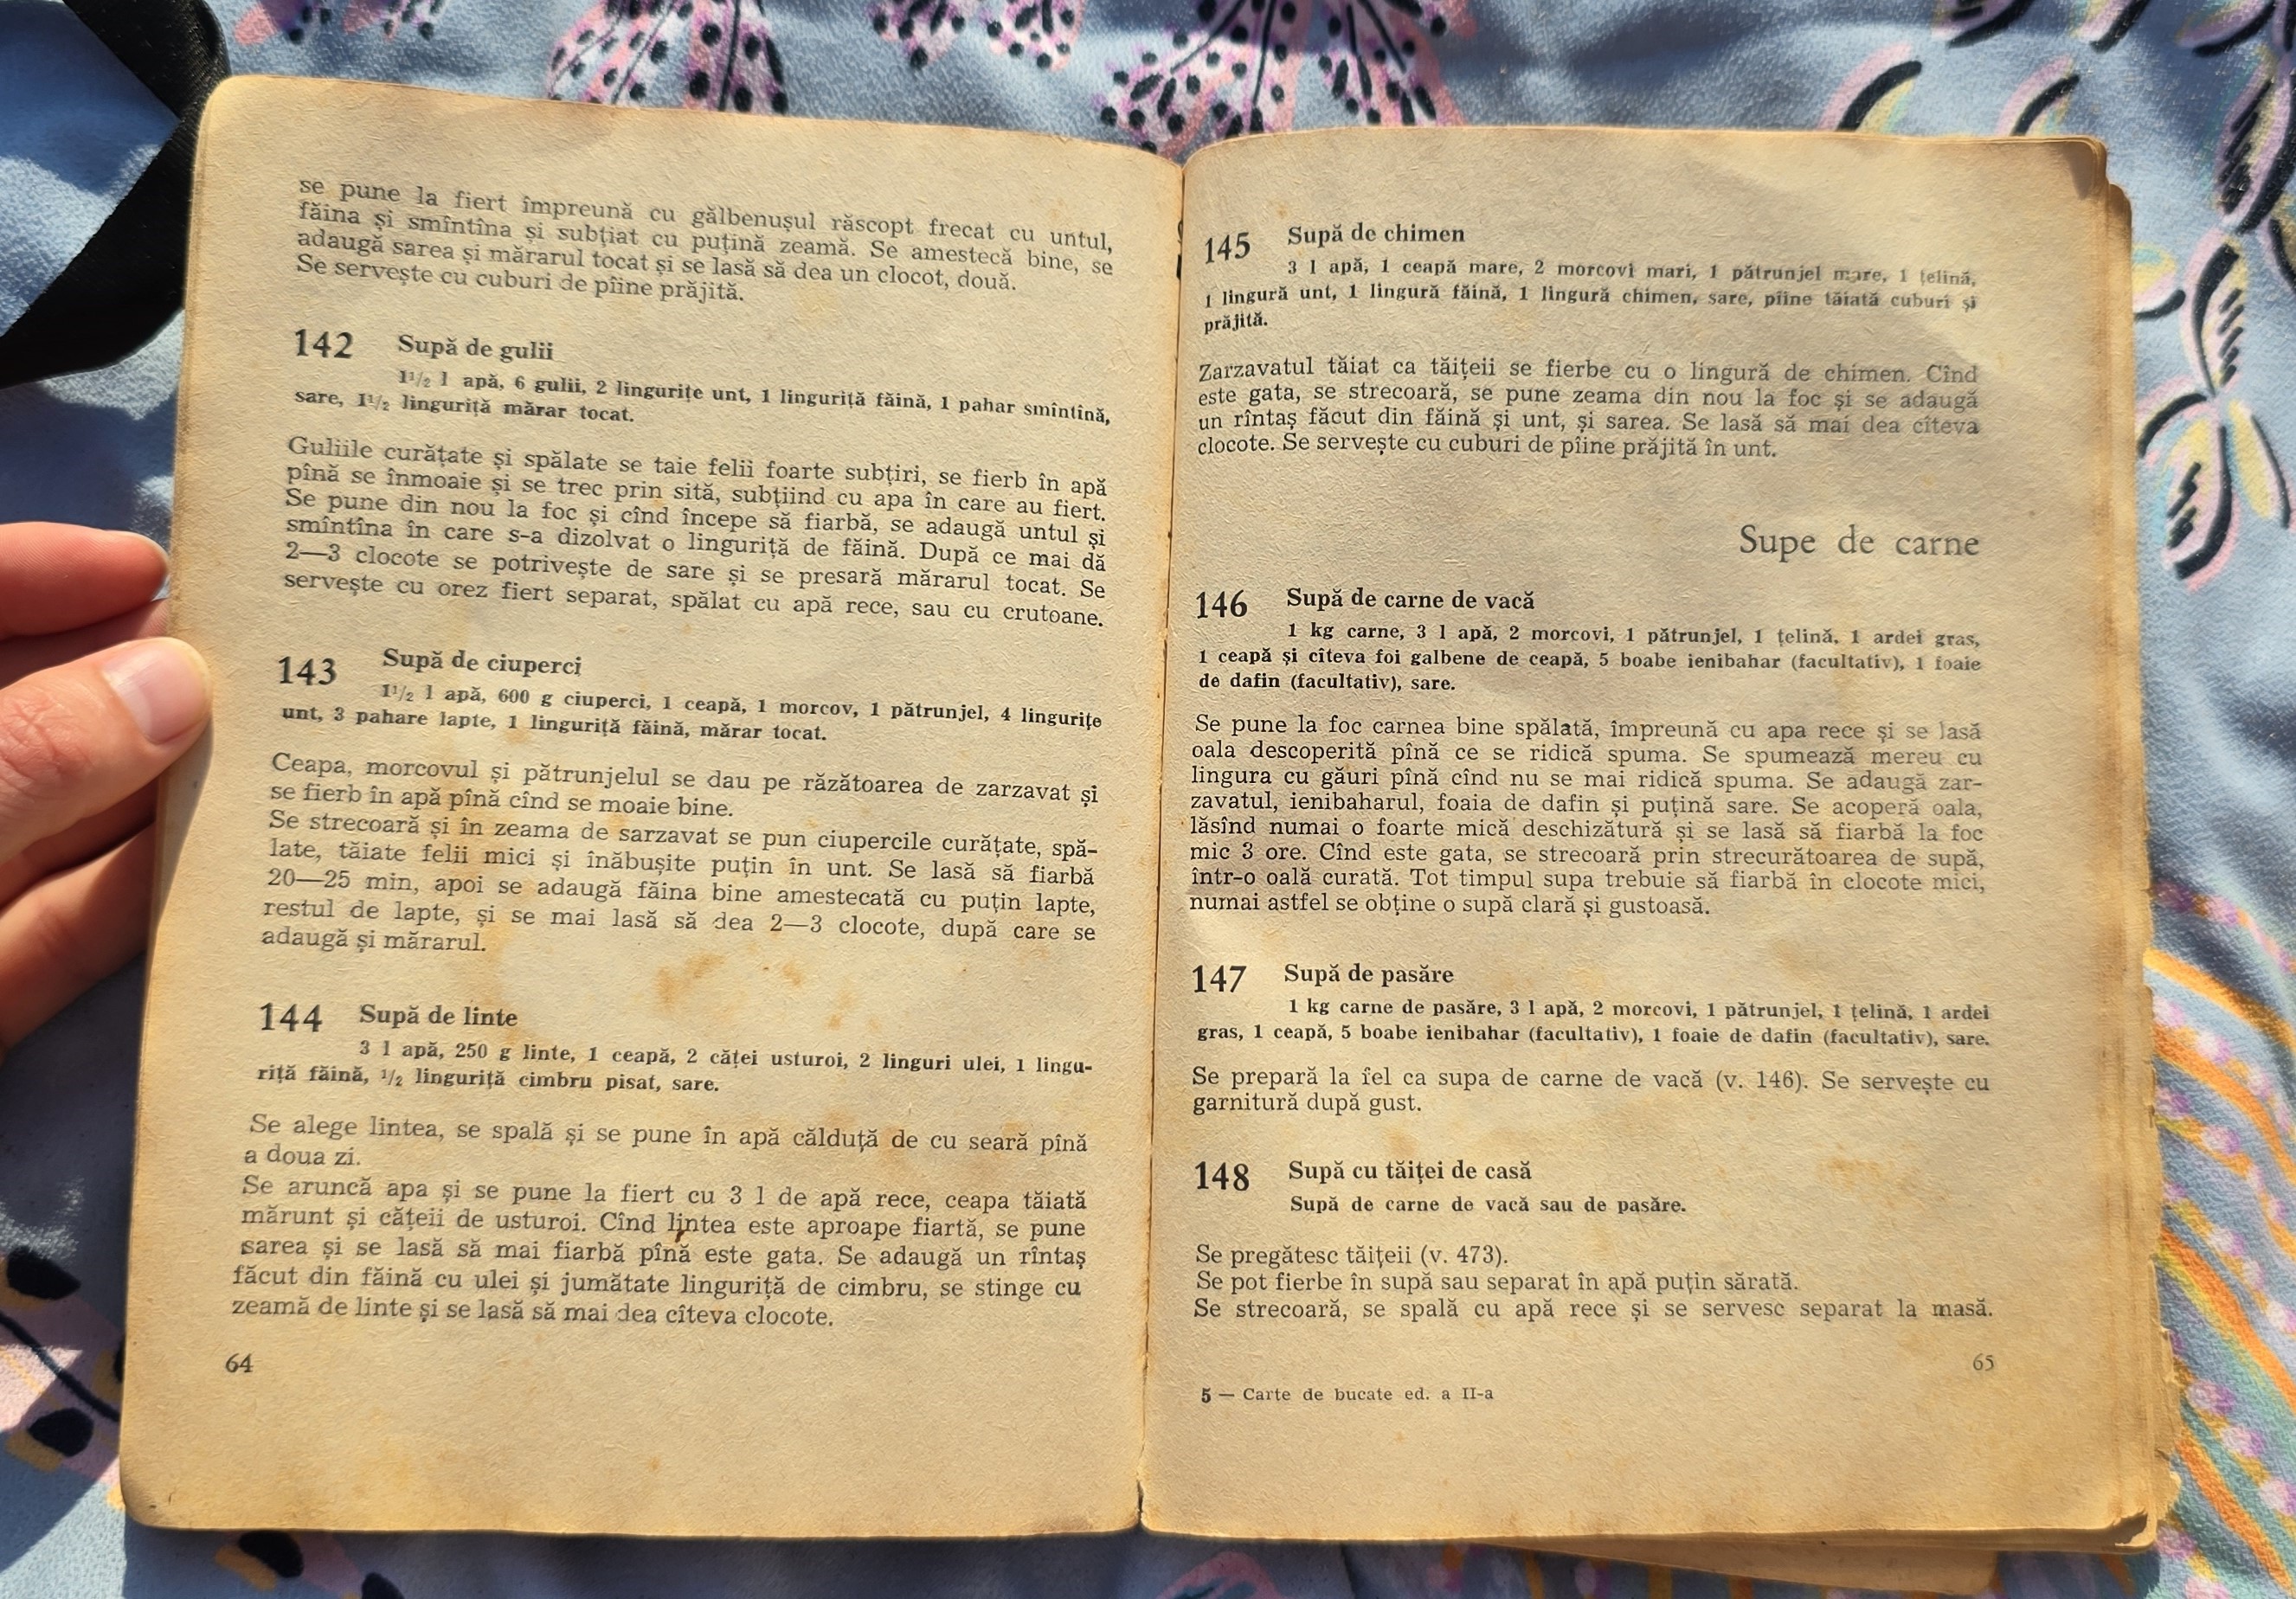 se pune la fiert împreună cu gălbenușul răscopt frecat cu untul,
făina și smîntîna și subțiat cu puțină zeamă. Se amestecă bine, se
adaugă sarea și mărarul tocat și se lasă să dea un clocot, două.
Se servește cu cuburi de pîine prăjită.
142 Supă de gulii
1¹/₂ l apă, 6 gulii, 2 lingurițe unt, 1 linguriță făină, 1 pahar smîntînă,
sare, 1¹/₂ linguriță mărar tocat.
Guliile curățate și spălate se taie felii foarte subțiri, se fierb în apă
pînă se înmoaie și se trec prin sită, subțiind cu apa în care au fiert.
Se pune din nou la foc și cînd începe să fiarbă, se adaugă untul și
smîntîna în care s-a dizolvat o linguriță de făină. După ce mai dă
2—3 clocote se potrivește de sare și se presară mărarul tocat. Se
servește cu orez fiert separat, spălat cu apă rece, sau cu crutoane.
143 Supă de ciuperci
1¹/₂ l apă, 600 g ciuperci, 1 ceapă, 1 morcov, 1 pătrunjel, 4 lingurițe
unt, 3 pahare lapte, 1 linguriță făină, mărar tocat.
Ceapa, morcovul și pătrunjelul se dau pe răzătoarea de zarzavat și
se fierb în apă pînă cînd se moaie bine.
Se strecoară și în zeama de sarzavat se pun ciupercile curățate, spă-
late, tăiate felii mici și înăbușite puțin în unt. Se lasă să fiarbă
20—25 min, apoi se adaugă făina bine amestecată cu puțin lapte,
restul de lapte, și se mai lasă să dea 2—3 clocote, după care se
adaugă și mărarul.
144 Supă de linte
3 l apă, 250 g linte, 1 ceapă, 2 căței usturoi, 2 linguri ulei, 1 lingu-
riță făină, ¹/₂ linguriță cimbru pisat, sare.
Se alege lintea, se spală și se pune în apă călduță de cu seară pînă
a doua zi.
Se aruncă apa și se pune la fiert cu 3 l de apă rece, ceapa tăiată
mărunt și cățeii de usturoi. Cînd lintea este aproape fiartă, se pune
sarea și se lasă să mai fiarbă pînă este gata. Se adaugă un rîntaș
făcut din făină cu ulei și jumătate linguriță de cimbru, se stinge cu
zeamă de linte și se lasă să mai dea cîteva clocote.
64
145 Supă de chimen
3 l apă, 1 ceapă mare, 2 morcovi mari, 1 pătrunjel mare, 1 țelină,
1 lingură unt, 1 lingură făină, 1 lingură chimen, sare, pîine tăiată cuburi și
prăjită.
Zarzavatul tăiat ca tăițeii se fierbe cu o lingură de chimen. Cînd
este gata, se strecoară, se pune zeama din nou la foc și se adaugă
un rîntaș făcut din făină și unt, și sarea. Se lasă să mai dea cîteva
clocote. Se servește cu cuburi de pîine prăjită în unt.
Supe de carne
146 Supă de carne de vacă
1 kg carne, 3 l apă, 2 morcovi, 1 pătrunjel, 1 țelină, 1 ardei gras,
1 ceapă și cîteva foi galbene de ceapă, 5 boabe ienibahar (facultativ), 1 foaie
de dafin (facultativ), sare.
Se pune la foc carnea bine spălată, împreună cu apa rece și se lasă
oala descoperită pînă ce se ridică spuma. Se spumează mereu cu
lingura cu găuri pînă cînd nu se mai ridică spuma. Se adaugă zar-
zavatul, ienibaharul, foaia de dafin și puțină sare. Se acoperă oala,
lăsînd numai o foarte mică deschizătură și se lasă să fiarbă la foc
mic 3 ore. Cînd este gata, se strecoară prin strecurătoarea de supă,
într-o oală curată. Tot timpul supa trebuie să fiarbă în clocote mici,
numai astfel se obține o supă clară și gustoasă.
147 Supă de pasăre
1 kg carne de pasăre, 3 l apă, 2 morcovi, 1 pătrunjel, 1 țelină, 1 ardei
gras, 1 ceapă, 5 boabe ienibahar (facultativ), 1 foaie de dafin (facultativ), sare.
Se prepară la fel ca supa de carne de vacă (v. 146). Se servește cu
garnitură după gust.
148 Supă cu tăiței de casă
Supă de carne de vacă sau de pasăre.
Se pregătesc tăițeii (v. 473).
Se pot fierbe în supă sau separat în apă puțin sărată.
Se strecoară, se spală cu apă rece și se servesc separat la masă.
65
5 — Carte de bucate ed. a II-a